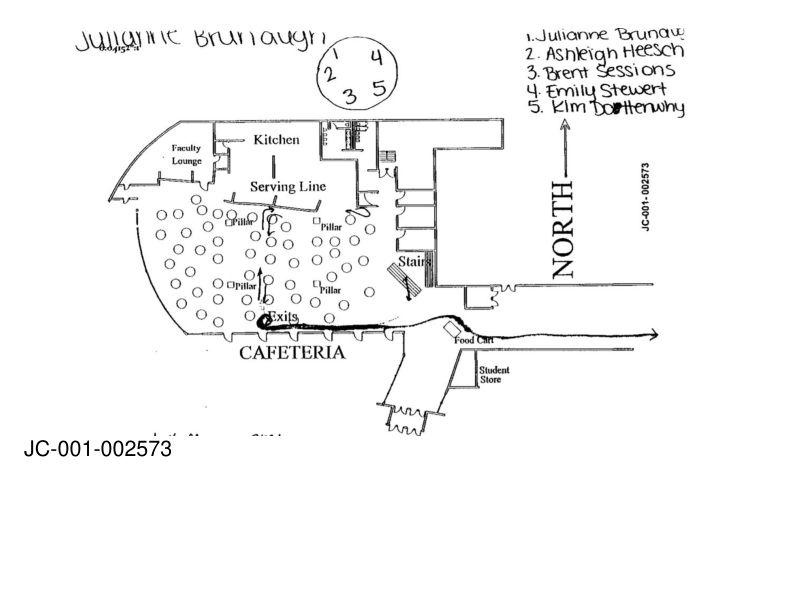 Julianne Brunaugh
1 4
2
3 5
1. Julianne Brunaug
2. Ashleigh Heesch
3. Brent Sessions
4. Emily Stewert
5. Kim
Kitchen
Faculty
Lounge
Serving Line
JC-001-002573
NORTH
Pillar
Pillar
Stairs
Pillar
Pillar
Exits
Food Cart
CAFETERIA
Student
Store
JC-001-002573